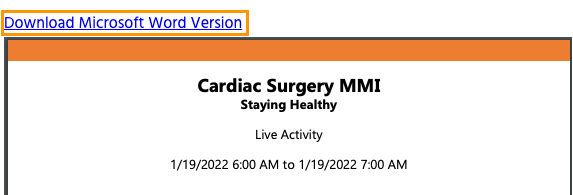 Download Microsoft Word Version
Cardiac Surgery MMI
Staying Healthy
Live Activity
1/19/2022 6:00 AM to 1/19/2022 7:00 AM